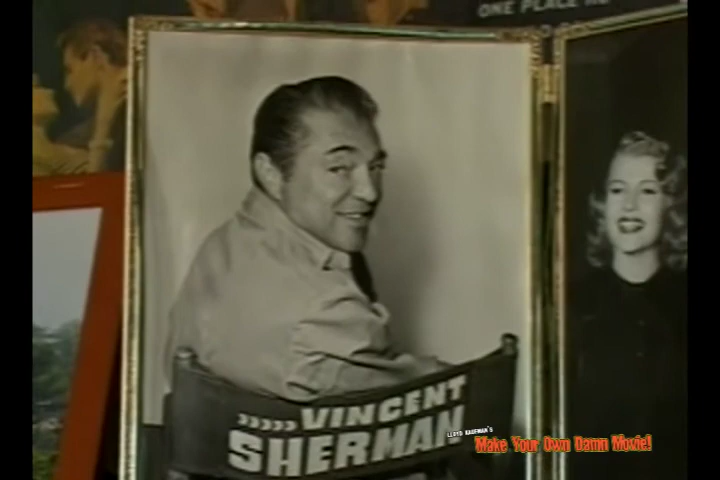 ONE PLACE
››››› VINCENT
SHERMAN
LLOYD KAUFMAN'S
Make Your Own Damn Movie!